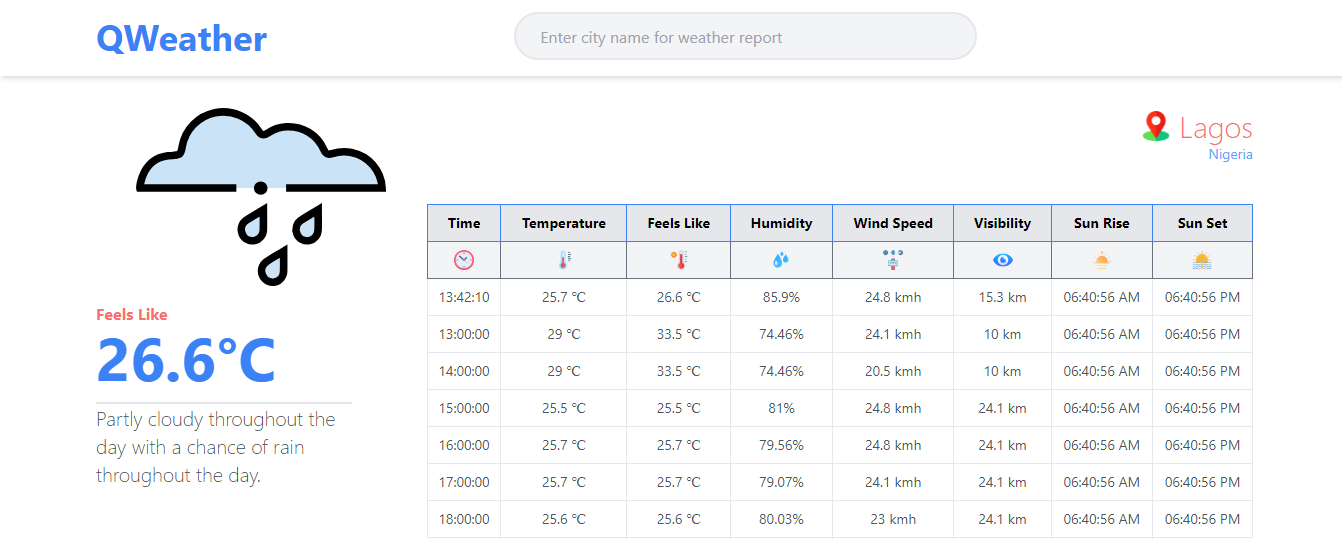 QWeather
Enter city name for weather report
Lagos
Nigeria
Feels Like
26.6°C
Partly cloudy throughout the
day with a chance of rain
throughout the day.
Time Temperature Feels Like Humidity Wind Speed Visibility Sun Rise Sun Set
13:42:10 25.7 °C 26.6 °C 85.9% 24.8 kmh 15.3 km 06:40:56 AM 06:40:56 PM
13:00:00 29 °C 33.5 °C 74.46% 24.1 kmh 10 km 06:40:56 AM 06:40:56 PM
14:00:00 29 °C 33.5 °C 74.46% 20.5 kmh 10 km 06:40:56 AM 06:40:56 PM
15:00:00 25.5 °C 25.5 °C 81% 24.8 kmh 24.1 km 06:40:56 AM 06:40:56 PM
16:00:00 25.7 °C 25.7 °C 79.56% 24.8 kmh 24.1 km 06:40:56 AM 06:40:56 PM
17:00:00 25.7 °C 25.7 °C 79.07% 24.1 kmh 24.1 km 06:40:56 AM 06:40:56 PM
18:00:00 25.6 °C 25.6 °C 80.03% 23 kmh 24.1 km 06:40:56 AM 06:40:56 PM